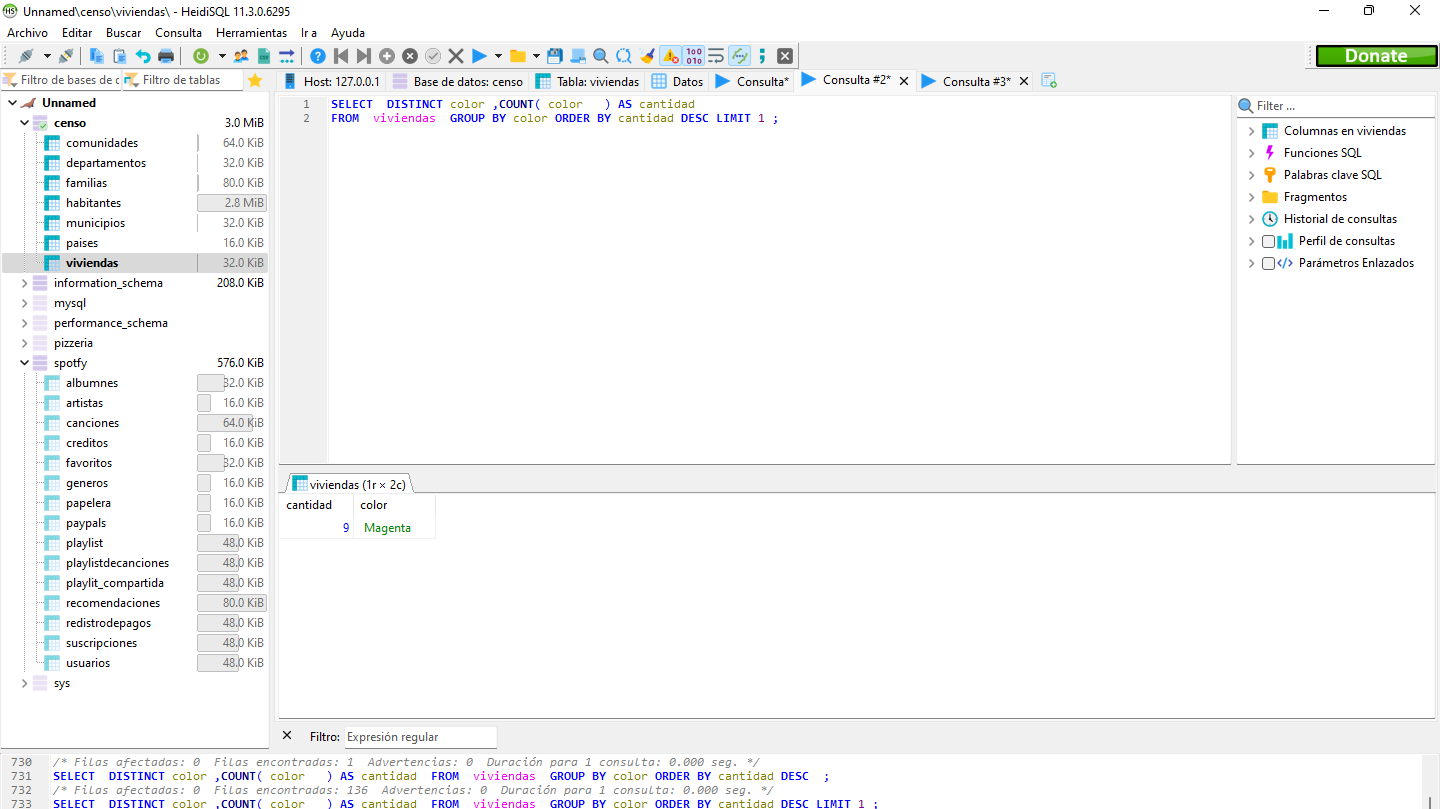 Unnamed\censo\viviendas\ - HeidiSQL 11.3.0.6295
Archivo Editar Buscar Consulta Herramientas Ir a Ayuda
Donate
Filtro de bases de c Filtro de tablas
Host: 127.0.0.1 Base de datos: censo Tabla: viviendas Datos Consulta* Consulta #2* Consulta #3*
Unnamed
censo 3.0 MiB
comunidades 64.0 KiB
departamentos 32.0 KiB
familias 80.0 KiB
habitantes 2.8 MiB
municipios 32.0 KiB
paises 16.0 KiB
viviendas 32.0 KiB
information_schema 208.0 KiB
mysql
performance_schema
pizzeria
spotfy 576.0 KiB
albumnes 32.0 KiB
artistas 16.0 KiB
canciones 64.0 KiB
creditos 16.0 KiB
favoritos 32.0 KiB
generos 16.0 KiB
papelera 16.0 KiB
paypals 16.0 KiB
playlist 48.0 KiB
playlistdecanciones 48.0 KiB
playlit_compartida 48.0 KiB
recomendaciones 80.0 KiB
redistrodepagos 48.0 KiB
suscripciones 48.0 KiB
usuarios 48.0 KiB
sys
1 SELECT DISTINCT color ,COUNT( color ) AS cantidad
2 FROM viviendas GROUP BY color ORDER BY cantidad DESC LIMIT 1 ;
Filter ...
Columnas en viviendas
Funciones SQL
Palabras clave SQL
Fragmentos
Historial de consultas
Perfil de consultas
Parámetros Enlazados
viviendas (1r × 2c)
cantidad color
9 Magenta
Filtro: Expresión regular
730 /* Filas afectadas: 0 Filas encontradas: 1 Advertencias: 0 Duración para 1 consulta: 0.000 seg. */
731 SELECT DISTINCT color ,COUNT( color ) AS cantidad FROM viviendas GROUP BY color ORDER BY cantidad DESC ;
732 /* Filas afectadas: 0 Filas encontradas: 136 Advertencias: 0 Duración para 1 consulta: 0.000 seg. */
733 SELECT DISTINCT color ,COUNT( color ) AS cantidad FROM viviendas GROUP BY color ORDER BY cantidad DESC LIMIT 1 ;